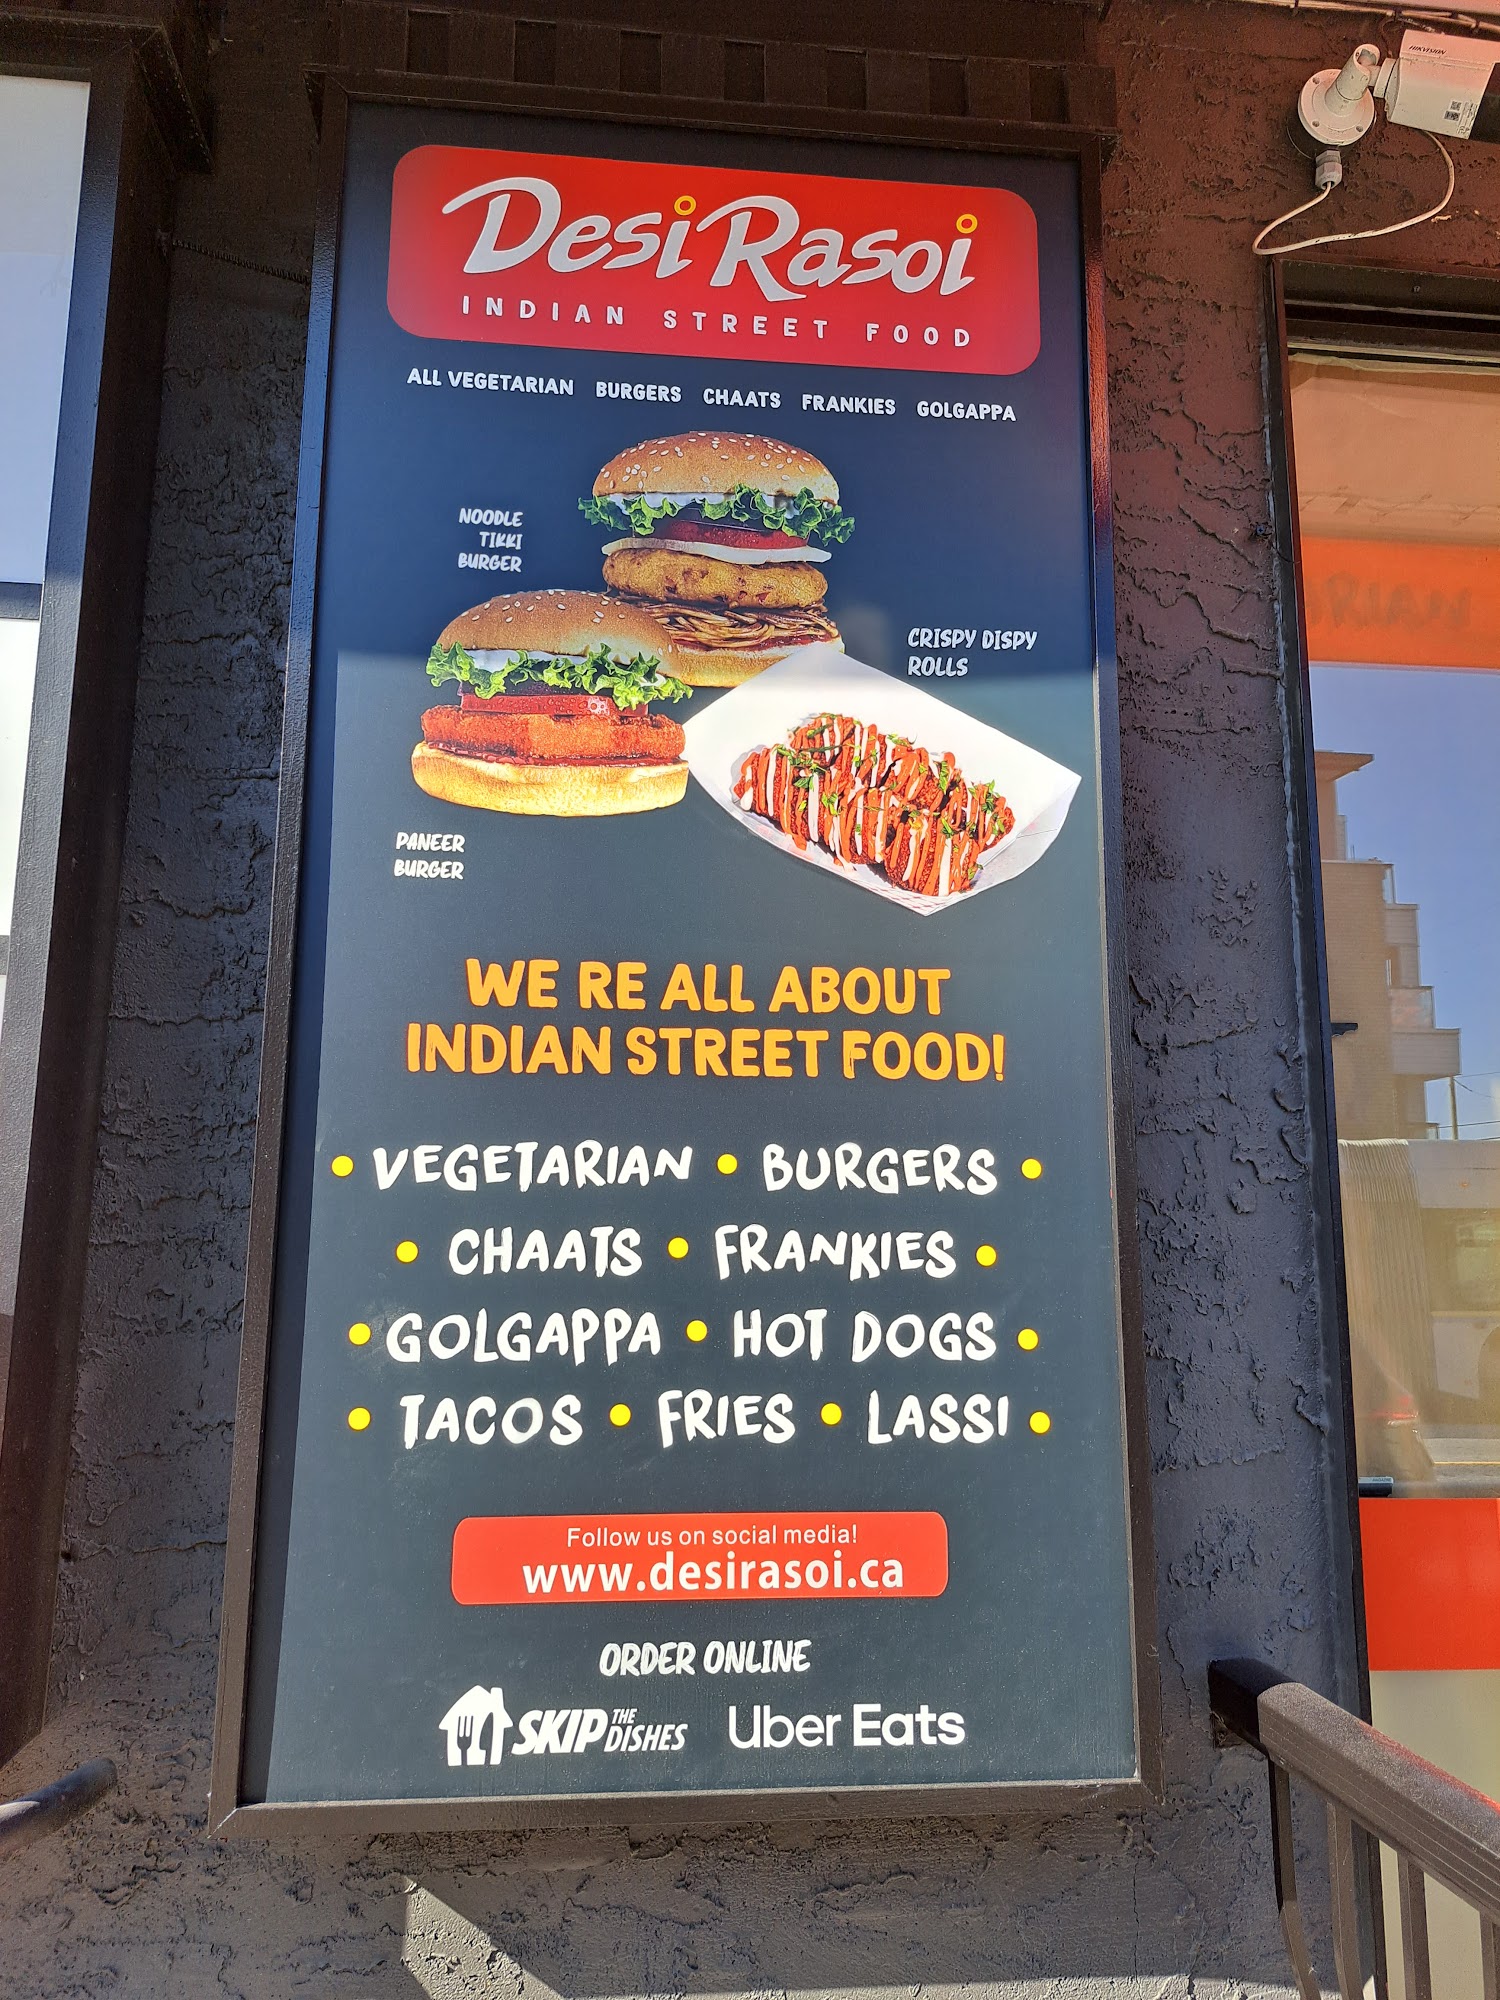 HIKVISION
Desi Rasoi
INDIAN STREET FOOD
ALL VEGETARIAN BURGERS CHAATS FRANKIES GOLGAPPA
NOODLE
TIKKI
BURGER
CRISPY DISPY
ROLLS
PANEER
BURGER
WE RE ALL ABOUT
INDIAN STREET FOOD!
• VEGETARIAN • BURGERS •
• CHAATS • FRANKIES •
• GOLGAPPA • HOT DOGS •
• TACOS • FRIES • LASSI •
Follow us on social media!
www.desirasoi.ca
ORDER ONLINE
SKIP THE DISHES Uber Eats